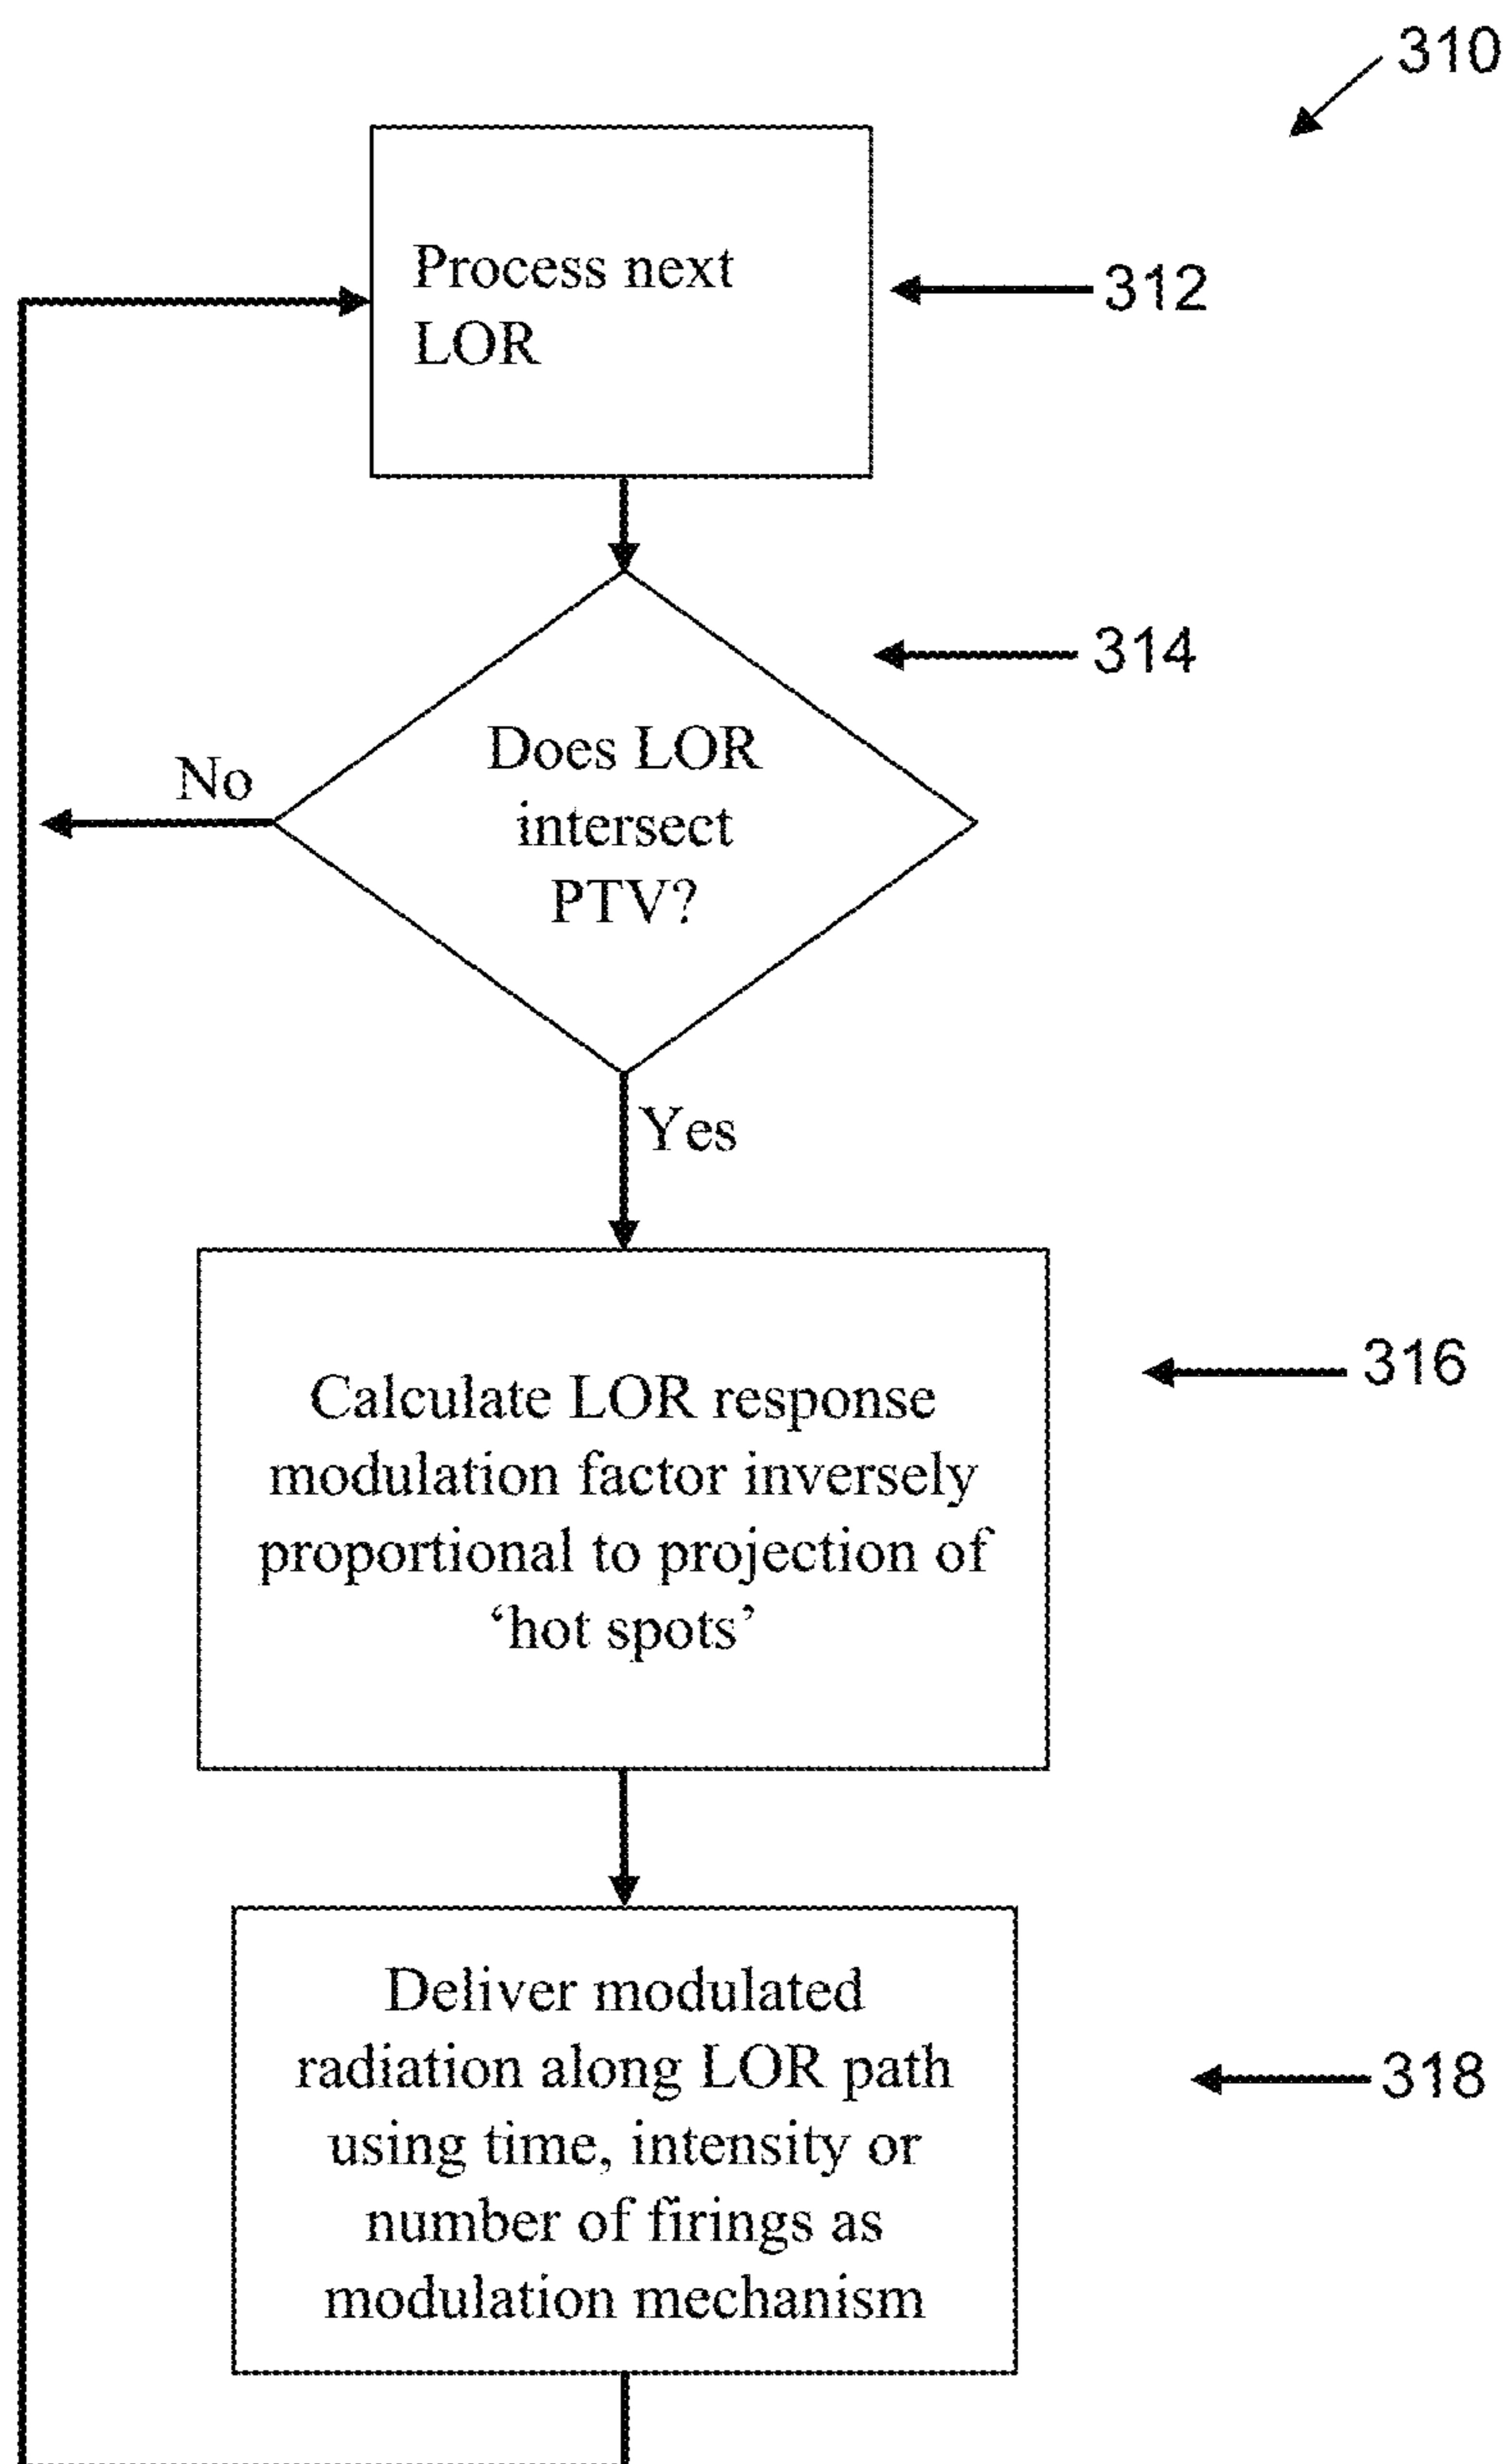 310
Process next
LOR
312
314
Does LOR
intersect
PTV?
No
Yes
Calculate LOR response
modulation factor inversely
proportional to projection of
‘hot spots’
316
Deliver modulated
radiation along LOR path
using time, intensity or
number of firings as
modulation mechanism
318